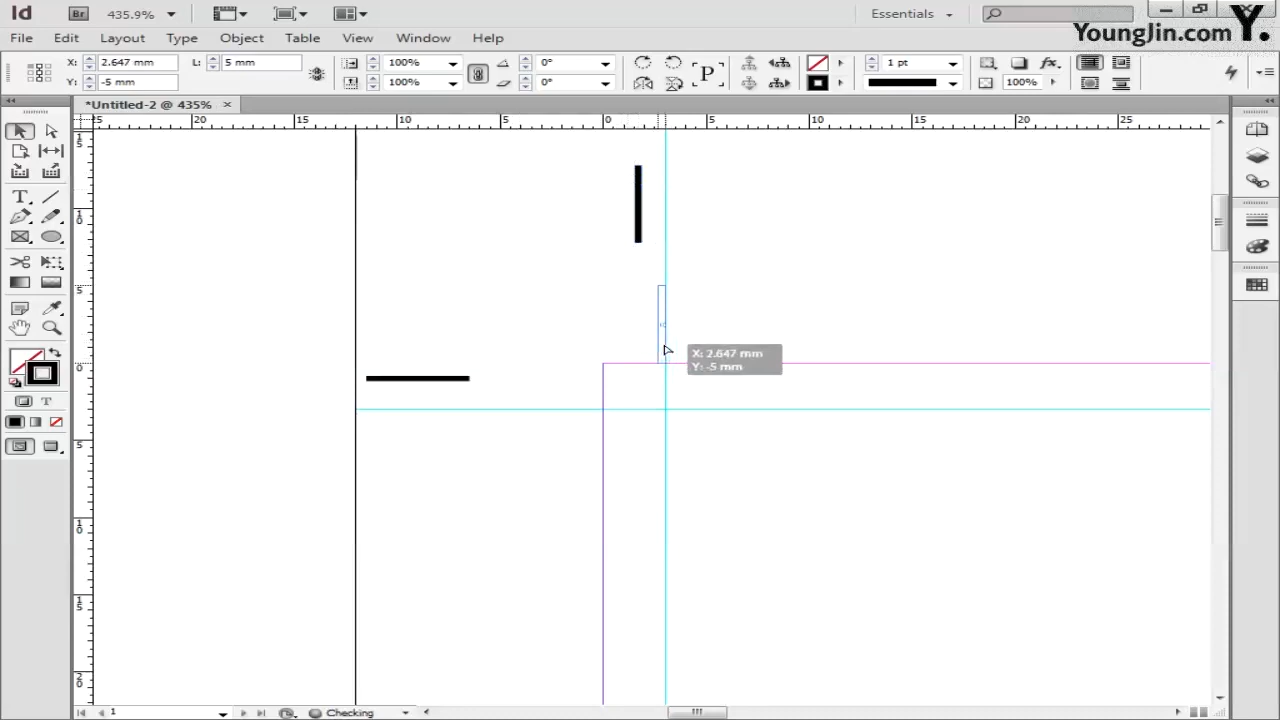 Id Br 435.9% Essentials Y.
YoungJin.com
File Edit Layout Type Object Table View Window Help
X: 2.647 mm L: 5 mm 100% 0° P fx. 1 pt
Y: -5 mm 100% 0° 100%
*Untitled-2 @ 435% ×
20 15 10 5 0 5 10 15 20 25
T
X: 2.647 mm
Y: -5 mm
T
1 Checking